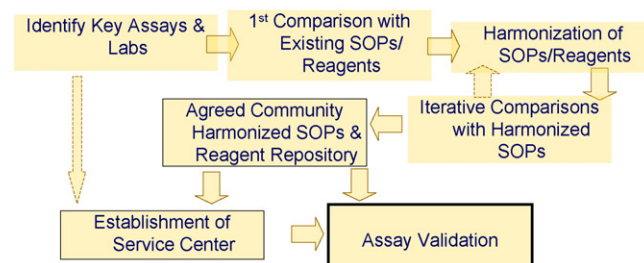 Identify Key Assays &
Labs
1st Comparison with
Existing SOPs/
Reagents
Harmonization of
SOPs/Reagents
Agreed Community
Harmonized SOPs &
Reagent Repository
Iterative Comparisons
with Harmonized
SOPs
Establishment of
Service Center
Assay Validation